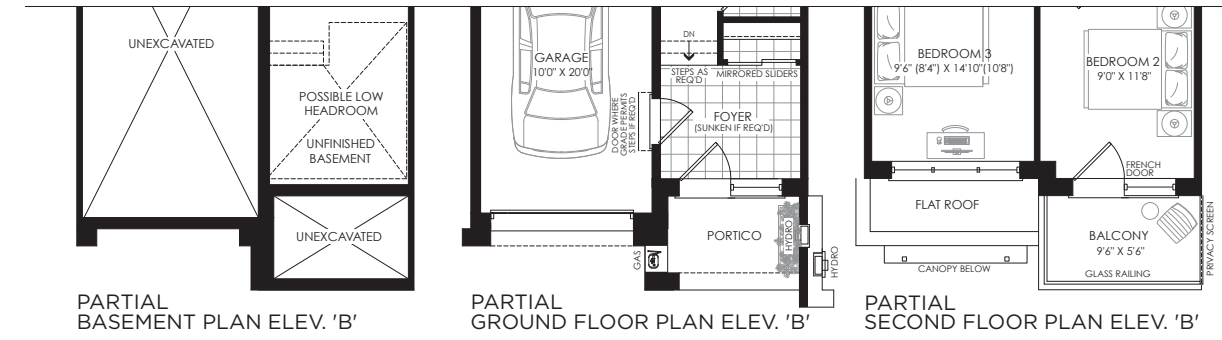 UNEXCAVATED
POSSIBLE LOW
HEADROOM
UNFINISHED
BASEMENT
UNEXCAVATED
PARTIAL
BASEMENT PLAN ELEV. 'B'
GARAGE
10'0" X 20'0"
DN
STEPS AS
REQ'D
MIRRORED SLIDERS
DOOR WHERE
GRADE PERMITS
STEPS IF REQ'D
FOYER
(SUNKEN IF REQ'D)
PORTICO
HYDRO
HYDRO
GAS
PARTIAL
GROUND FLOOR PLAN ELEV. 'B'
BEDROOM 3
9'6" (8'4") X 14'10"(10'8")
BEDROOM 2
9'0" X 11'8"
FRENCH
DOOR
FLAT ROOF
BALCONY
9'6" X 5'6"
PRIVACY SCREEN
CANOPY BELOW
GLASS RAILING
PARTIAL
SECOND FLOOR PLAN ELEV. 'B'